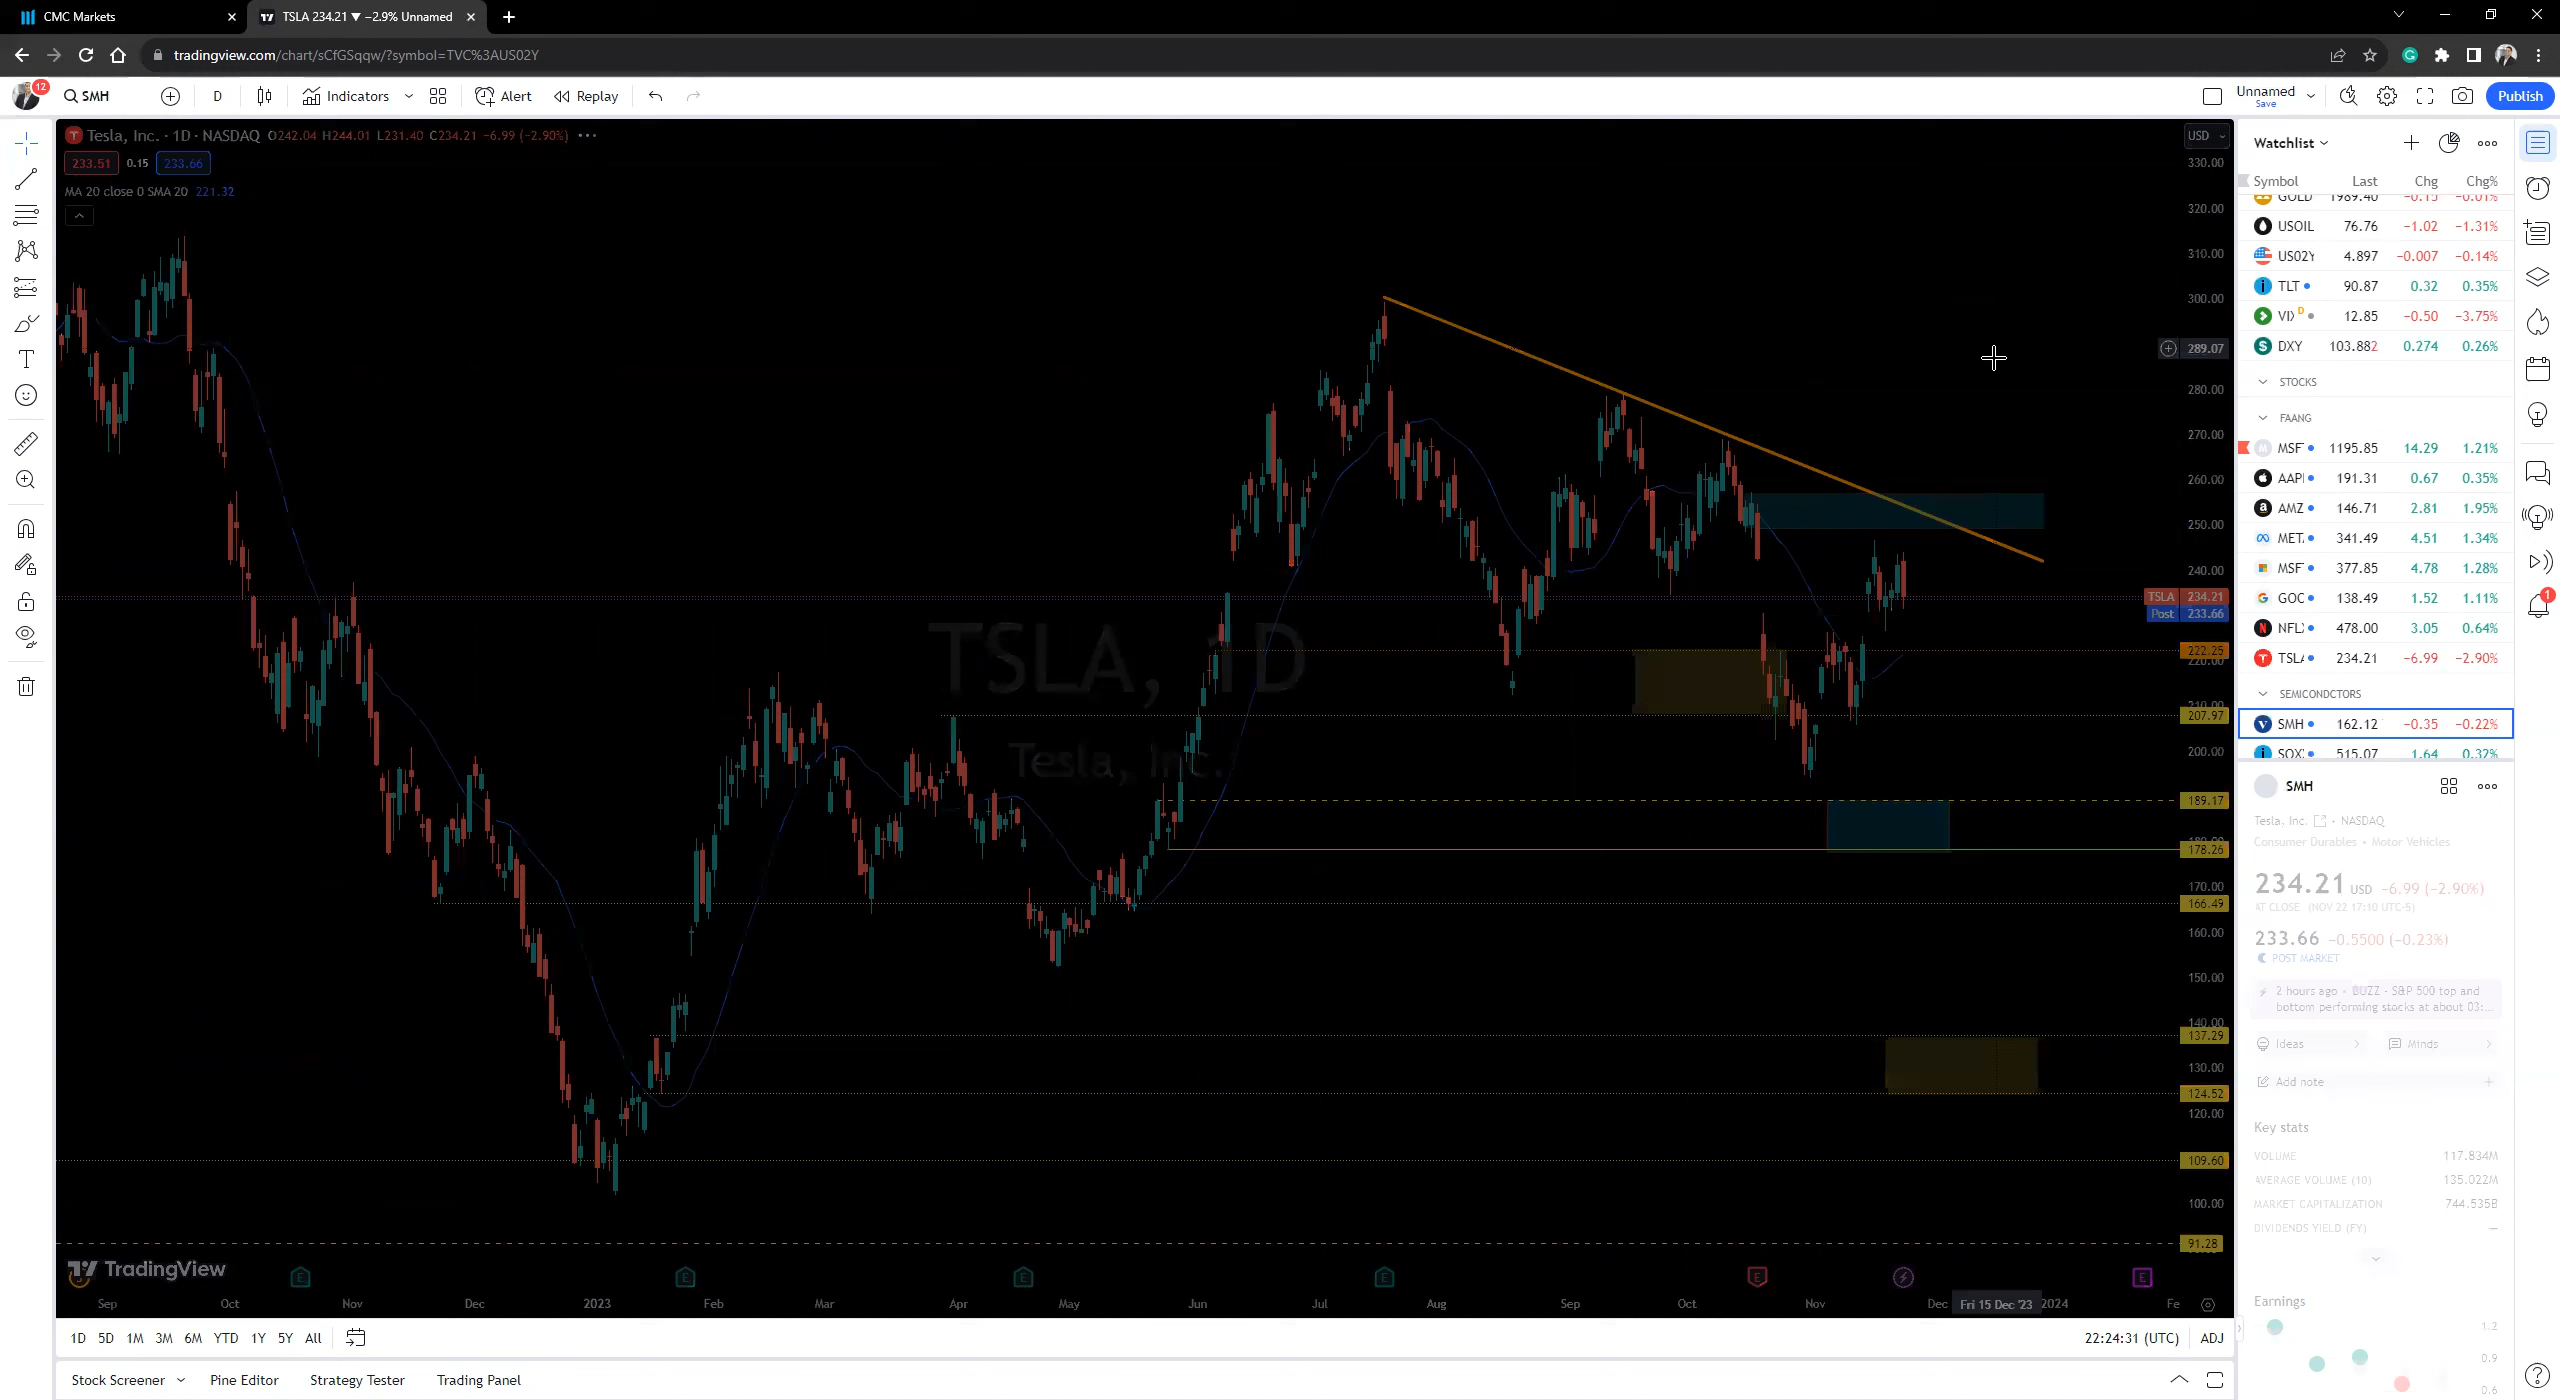 CMC Markets
TSLA 234.21 ▼ −2.9% Unnamed
tradingview.com/chart/sCfGSqqw/?symbol=TVC%3AUS02Y
12
SMH
D
Indicators
Alert
Replay
Unnamed
Save
Publish
Tesla, Inc. · 1D · NASDAQ O242.04 H244.01 L231.40 C234.21 −6.99 (−2.90%)
233.51 0.15 233.66
MA 20 close 0 SMA 20 221.32
TSLA, 1D
Tesla, Inc.
USD
330.00
320.00
310.00
300.00
289.07
280.00
270.00
260.00
250.00
240.00
TSLA 234.21
Post 233.66
222.25
220.00
210.00
207.97
200.00
189.17
180.00
178.26
170.00
166.49
160.00
150.00
140.00
137.29
130.00
124.52
120.00
109.60
100.00
91.28
TradingView
E E E E E E
Sep Oct Nov Dec 2023 Feb Mar Apr May Jun Jul Aug Sep Oct Nov Dec Fri 15 Dec '23 2024 Fe
1D 5D 1M 3M 6M YTD 1Y 5Y All
22:24:31 (UTC) ADJ
Stock Screener Pine Editor Strategy Tester Trading Panel
Watchlist
Symbol Last Chg Chg%
GOLD 1989.40 −0.15 −0.01%
USOIL 76.76 −1.02 −1.31%
US02Y 4.897 −0.007 −0.14%
TLT 90.87 0.32 0.35%
VIX D 12.85 −0.50 −3.75%
DXY 103.882 0.274 0.26%
STOCKS
FAANG
MSF 1195.85 14.29 1.21%
AAPL 191.31 0.67 0.35%
AMZ 146.71 2.81 1.95%
META 341.49 4.51 1.34%
MSF 377.85 4.78 1.28%
GOO 138.49 1.52 1.11%
NFLX 478.00 3.05 0.64%
TSLA 234.21 −6.99 −2.90%
SEMICONDCTORS
SMH 162.12 −0.35 −0.22%
SOXX 515.07 1.64 0.32%
SMH
Tesla, Inc. · NASDAQ
Consumer Durables • Motor Vehicles
234.21 USD −6.99 (−2.90%)
AT CLOSE (NOV 22 17:10 UTC-5)
233.66 −0.5500 (−0.23%)
POST MARKET
2 hours ago • BUZZ - S&P 500 top and
bottom performing stocks at about 03:...
Ideas
Minds
Add note
Key stats
VOLUME 117.834M
AVERAGE VOLUME (10) 135.022M
MARKET CAPITALIZATION 744.535B
DIVIDENDS YIELD (FY) —
Earnings
1.2
0.9
0.6
1